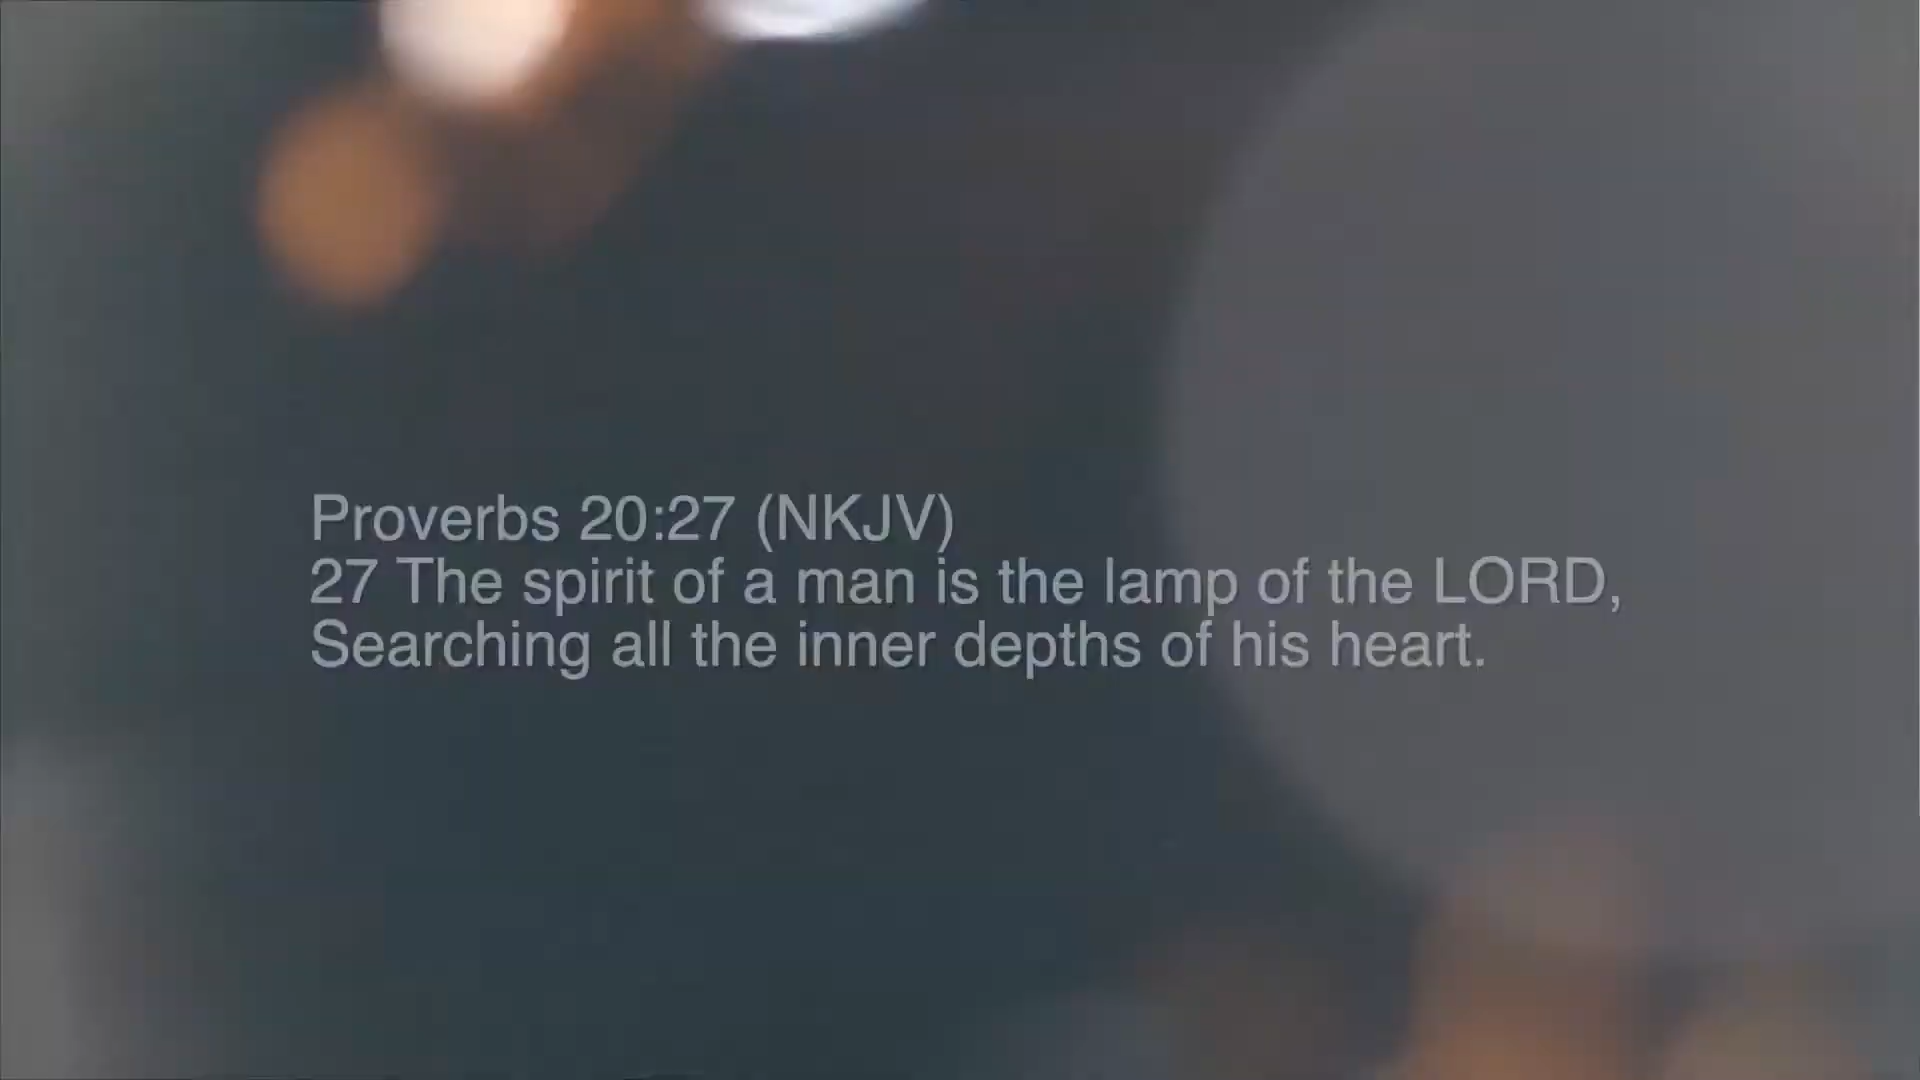 Proverbs 20:27 (NKJV)
27 The spirit of a man is the lamp of the LORD,
Searching all the inner depths of his heart.